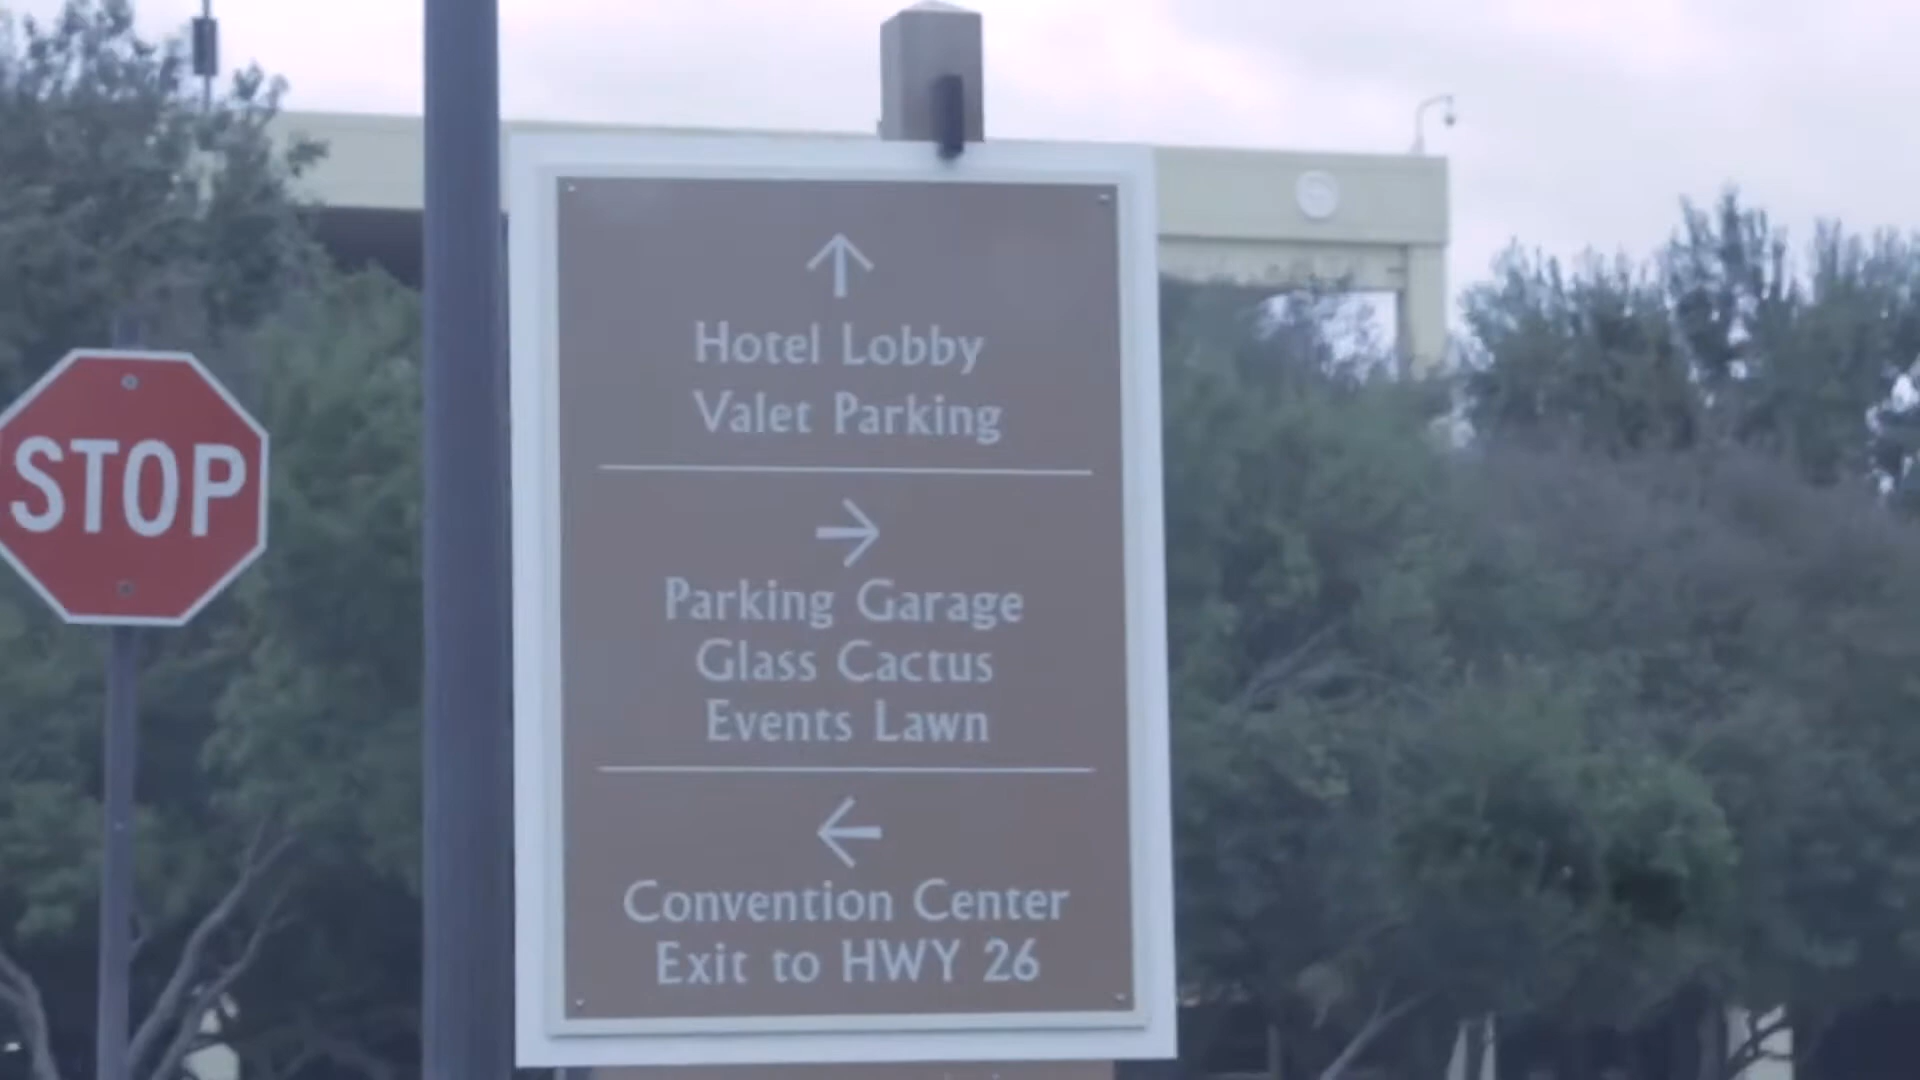 STOP
Hotel Lobby
Valet Parking
Parking Garage
Glass Cactus
Events Lawn
Convention Center
Exit to HWY 26